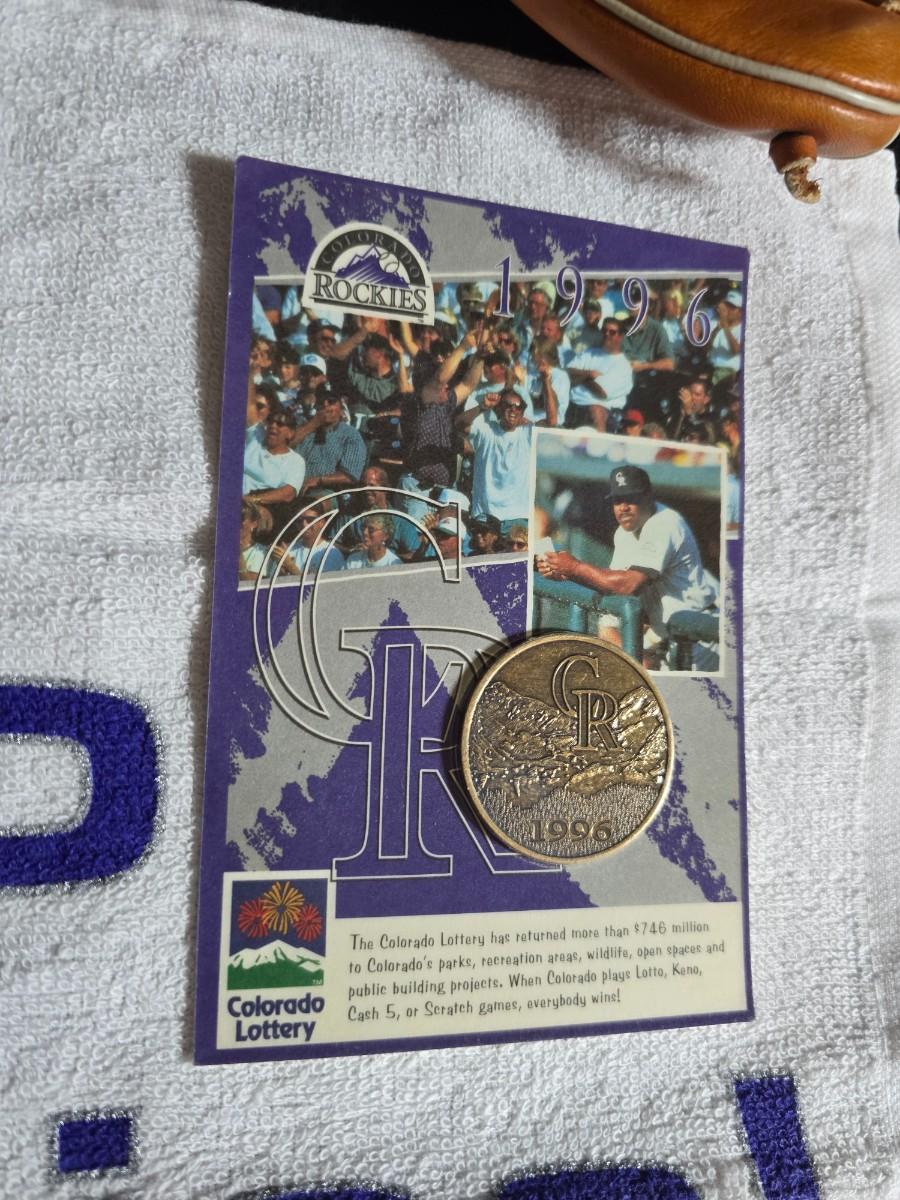 COLORADO
ROCKIES
1996
CR
CR
CR
1996
The Colorado Lottery has returned more than $746 million
to Colorado's parks, recreation areas, wildlife, open spaces and
public building projects. When Colorado plays Lotto, Keno,
Cash 5, or Scratch games, everybody wins!
TM
Colorado
Lottery